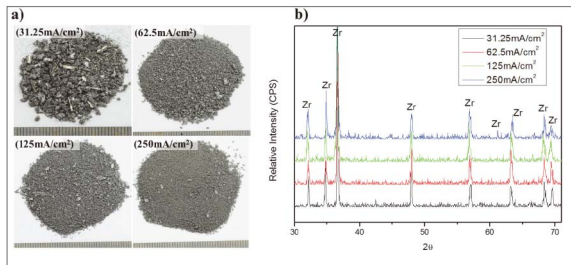 a)
(31.25mA/cm²)
(62.5mA/cm²)
(125mA/cm²)
(250mA/cm²)
b)
Zr
31.25mA/cm²
62.5mA/cm²
125mA/cm²
250mA/cm²
Zr Zr Zr Zr Zr Zr Zr Zr
Relative Intensity (CPS)
30 40 50 60 70
2θ